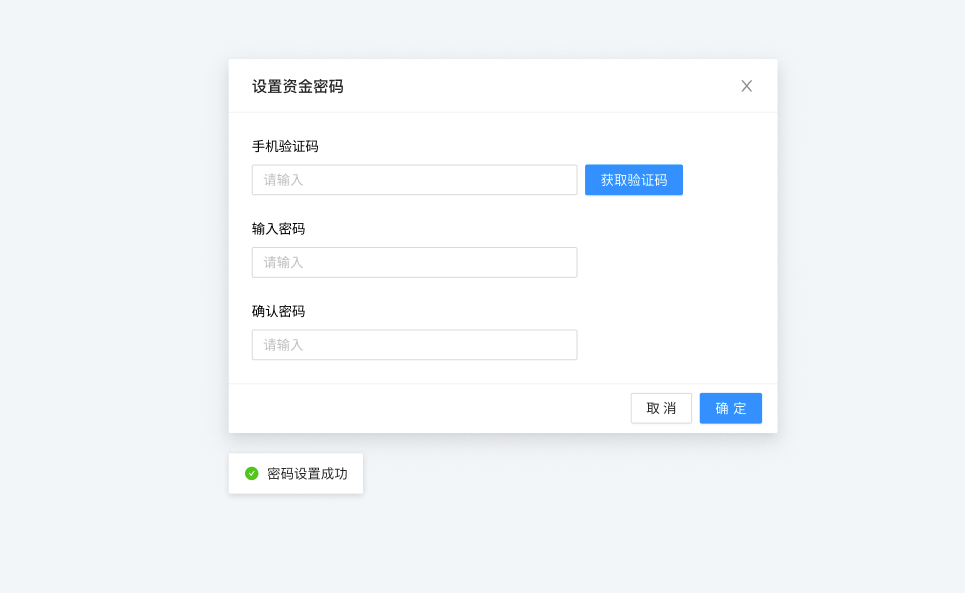 设置资金密码
手机验证码
请输入 获取验证码
输入密码
请输入
确认密码
请输入
取 消 确 定
密码设置成功